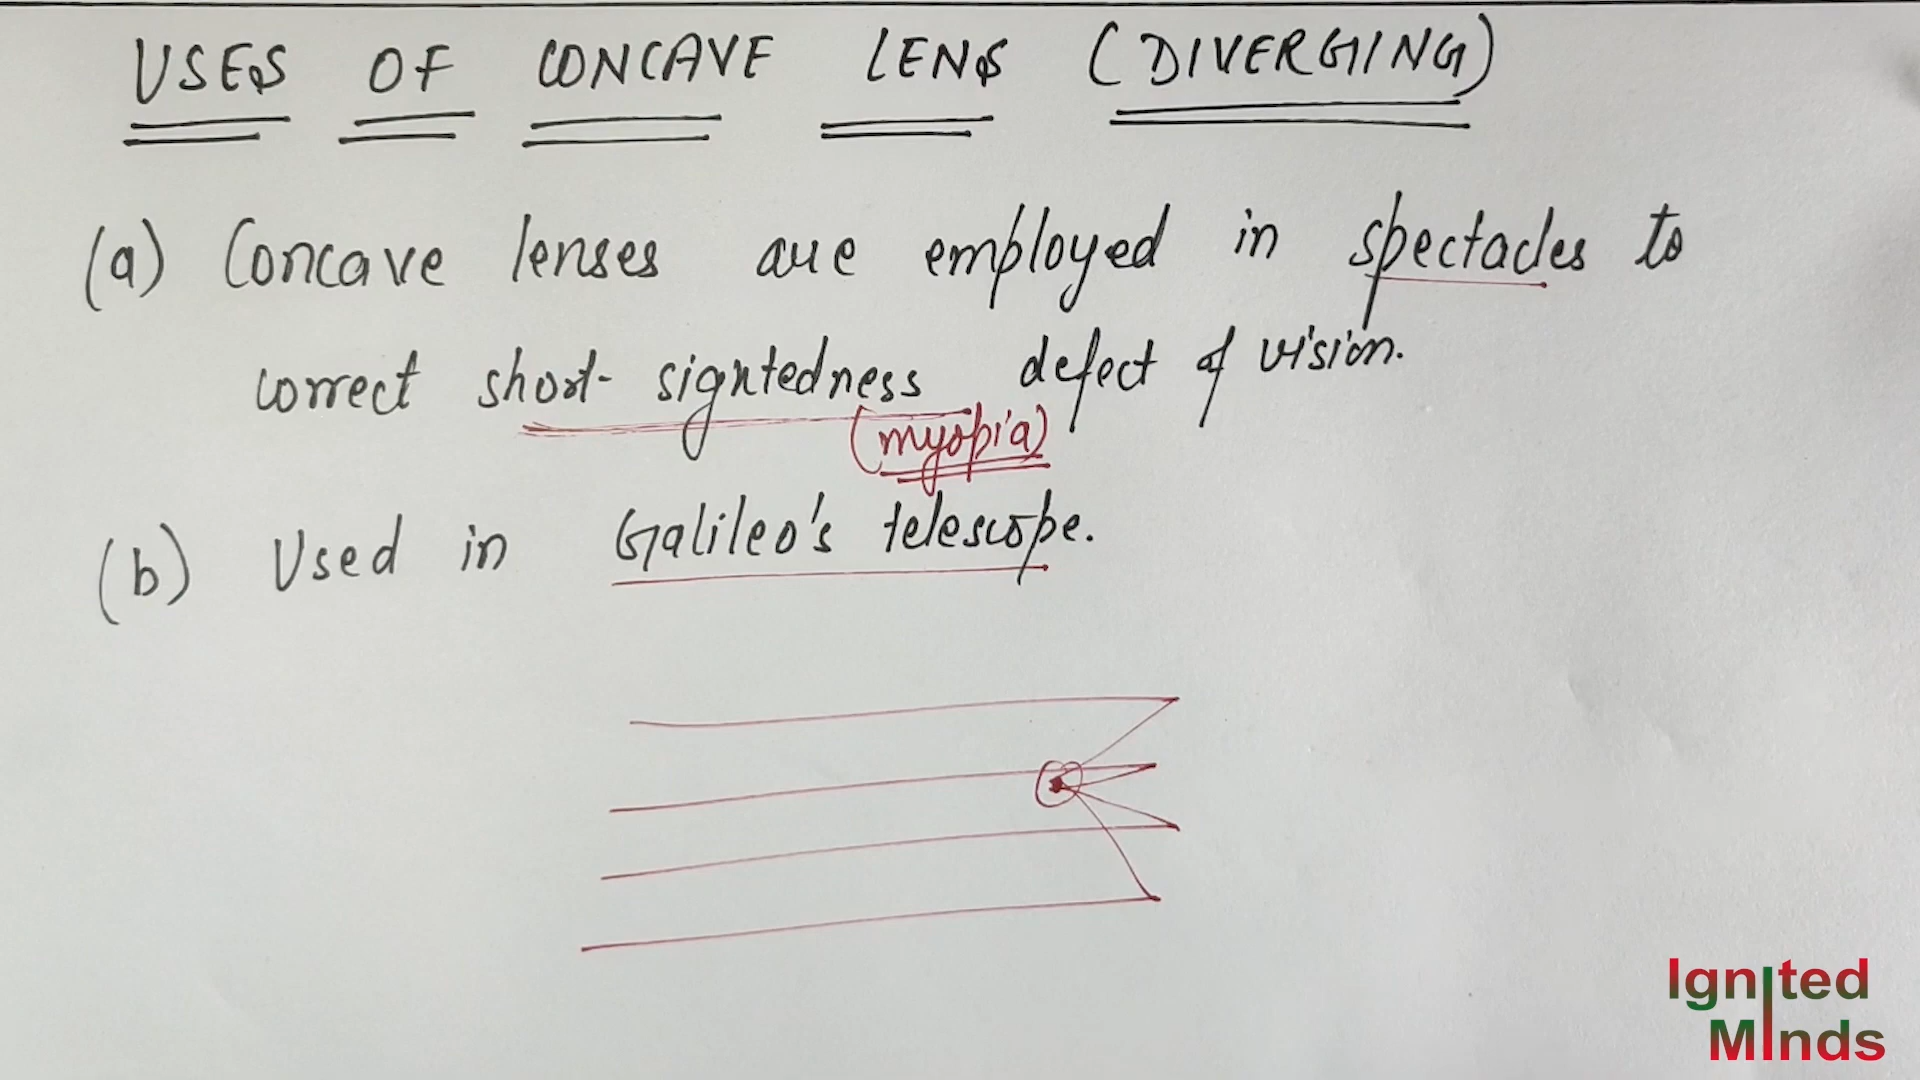 USES OF CONCAVE LENS (DIVERGING)
(a) Concave lenses are employed in spectacles to
correct short-sightedness defect of vision.
(myopia)
(b) Used in Galileo's telescope.
Ignited
Minds